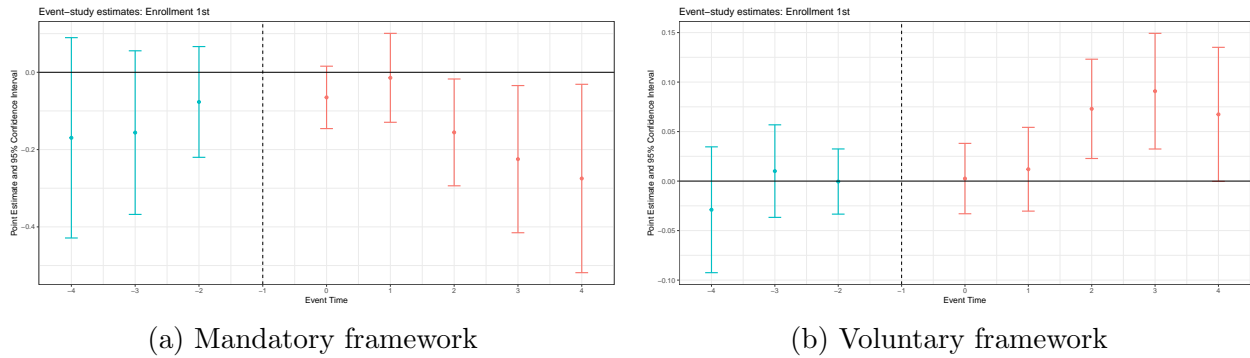 Event−study estimates: Enrollment 1st
Point Estimate and 95% Confidence Interval
0.0
−0.2
−0.4
−4 −3 −2 −1 0 1 2 3 4
Event Time
(a) Mandatory framework
Event−study estimates: Enrollment 1st
Point Estimate and 95% Confidence Interval
0.15
0.10
0.05
0.00
−0.05
−0.10
−4 −3 −2 −1 0 1 2 3 4
Event Time
(b) Voluntary framework